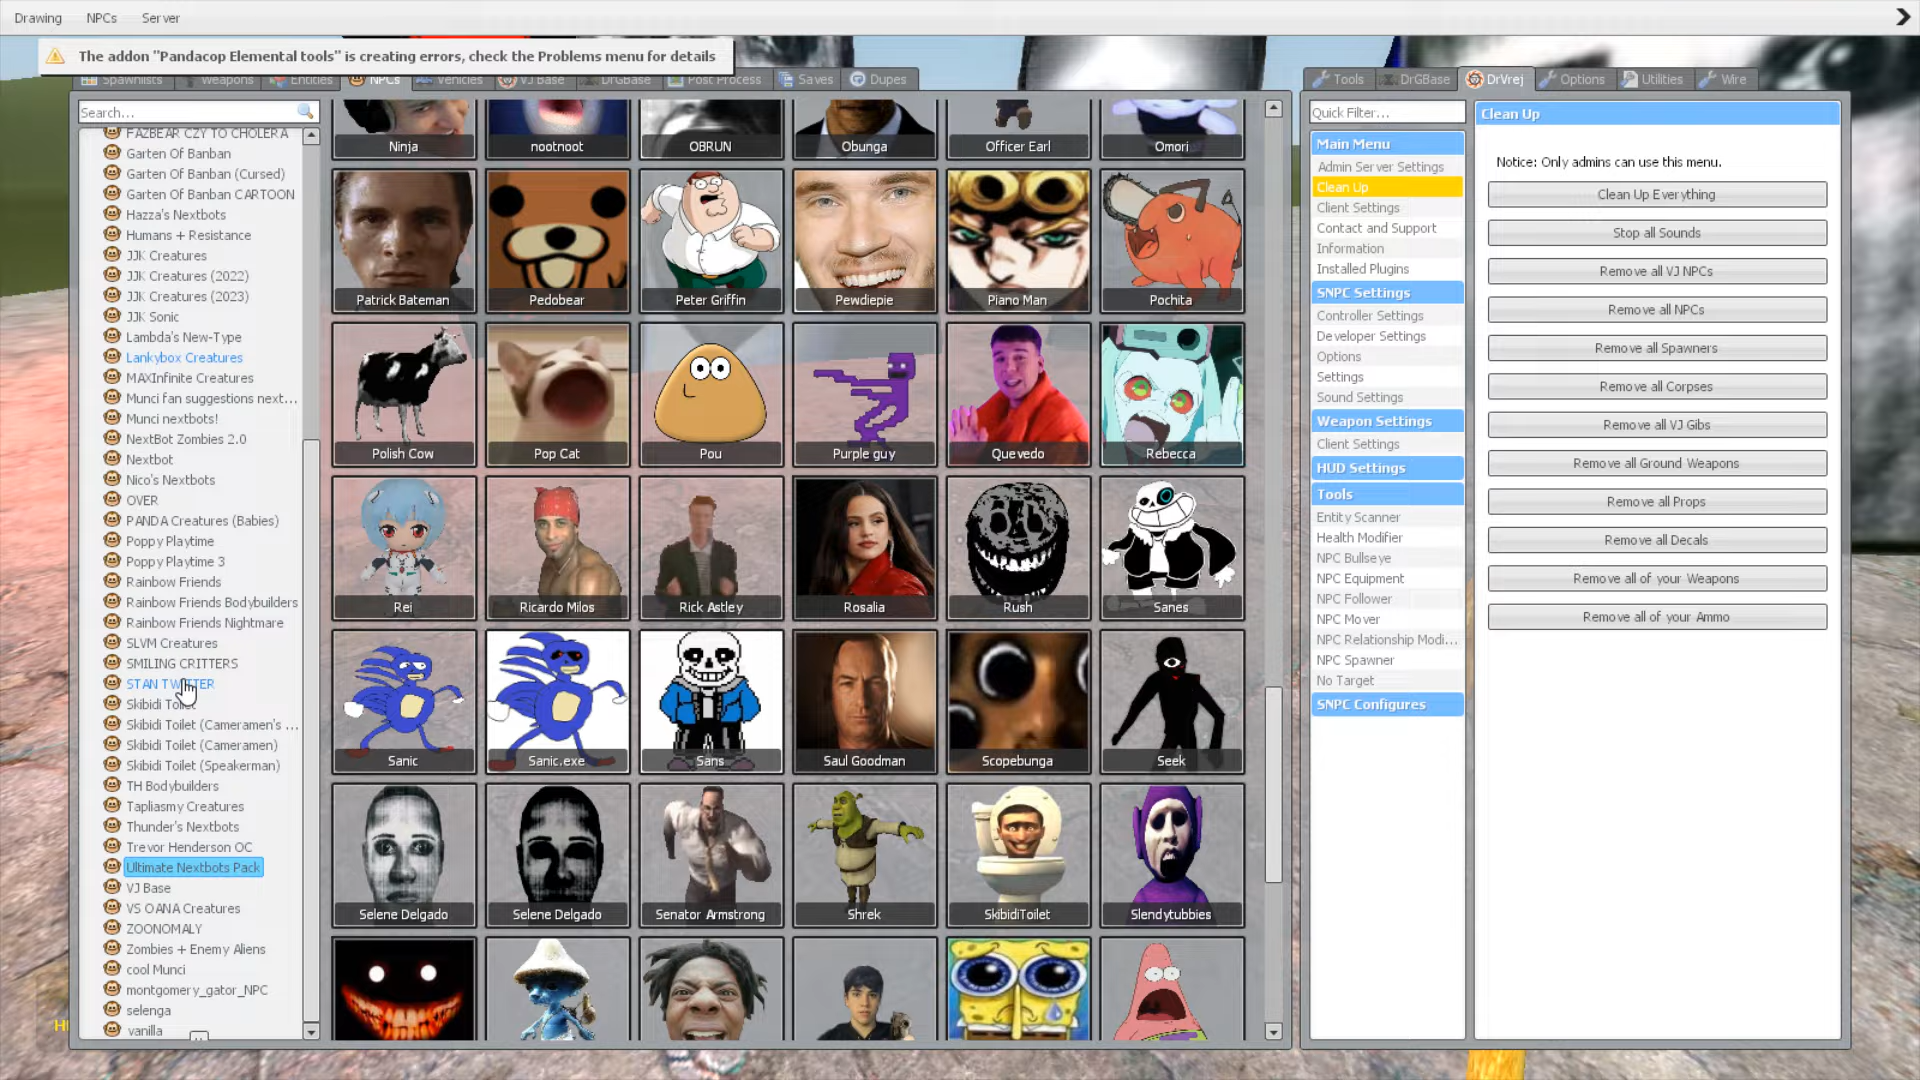 Drawing NPCs Server
The addon "Pandacop Elemental tools" is creating errors, check the Problems menu for details
Spawnlists Weapons Entities NPCs Vehicles VJ Base DrGBase Post Process Saves Dupes
Tools DrGBase DrVrej Options Utilities Wire
Search...
FAZBEAR CZY TO CHOLERA
Garten Of Banban
Garten Of Banban (Cursed)
Garten Of Banban CARTOON
Hazza's Nextbots
Humans + Resistance
JJK Creatures
JJK Creatures (2022)
JJK Creatures (2023)
JJK Sonic
Lambda's New-Type
Lankybox Creatures
MAXInfinite Creatures
Munci fan suggestions next...
Munci nextbots!
NextBot Zombies 2.0
Nextbot
Nico's Nextbots
OVER
PANDA Creatures (Babies)
Poppy Playtime
Poppy Playtime 3
Rainbow Friends
Rainbow Friends Bodybuilders
Rainbow Friends Nightmare
SLVM Creatures
SMILING CRITTERS
STAN TWITTER
Skibidi Toilet
Skibidi Toilet (Cameramen's ...
Skibidi Toilet (Cameramen)
Skibidi Toilet (Speakerman)
TH Bodybuilders
Tapliasmy Creatures
Thunder's Nextbots
Trevor Henderson OC
Ultimate Nextbots Pack
VJ Base
VS OANA Creatures
ZOONOMALY
Zombies + Enemy Aliens
cool Munci
montgomery_gator_NPC
selenga
vanilla
Ninja nootnoot OBRUN Obunga Officer Earl Omori
Patrick Bateman Pedobear Peter Griffin Pewdiepie Piano Man Pochita
Polish Cow Pop Cat Pou Purple guy Quevedo Rebecca
Rei Ricardo Milos Rick Astley Rosalia Rush Sanes
Sanic Sanic.exe Sans Saul Goodman Scopebunga Seek
Selene Delgado Selene Delgado Senator Armstrong Shrek SkibidiToilet Slendytubbies
Quick Filter...
Main Menu
Admin Server Settings
Clean Up
Client Settings
Contact and Support
Information
Installed Plugins
SNPC Settings
Controller Settings
Developer Settings
Options
Settings
Sound Settings
Weapon Settings
Client Settings
HUD Settings
Tools
Entity Scanner
Health Modifier
NPC Bullseye
NPC Equipment
NPC Follower
NPC Mover
NPC Relationship Modi...
NPC Spawner
No Target
SNPC Configures
Clean Up
Notice: Only admins can use this menu.
Clean Up Everything
Stop all Sounds
Remove all VJ NPCs
Remove all NPCs
Remove all Spawners
Remove all Corpses
Remove all VJ Gibs
Remove all Ground Weapons
Remove all Props
Remove all Decals
Remove all of your Weapons
Remove all of your Ammo